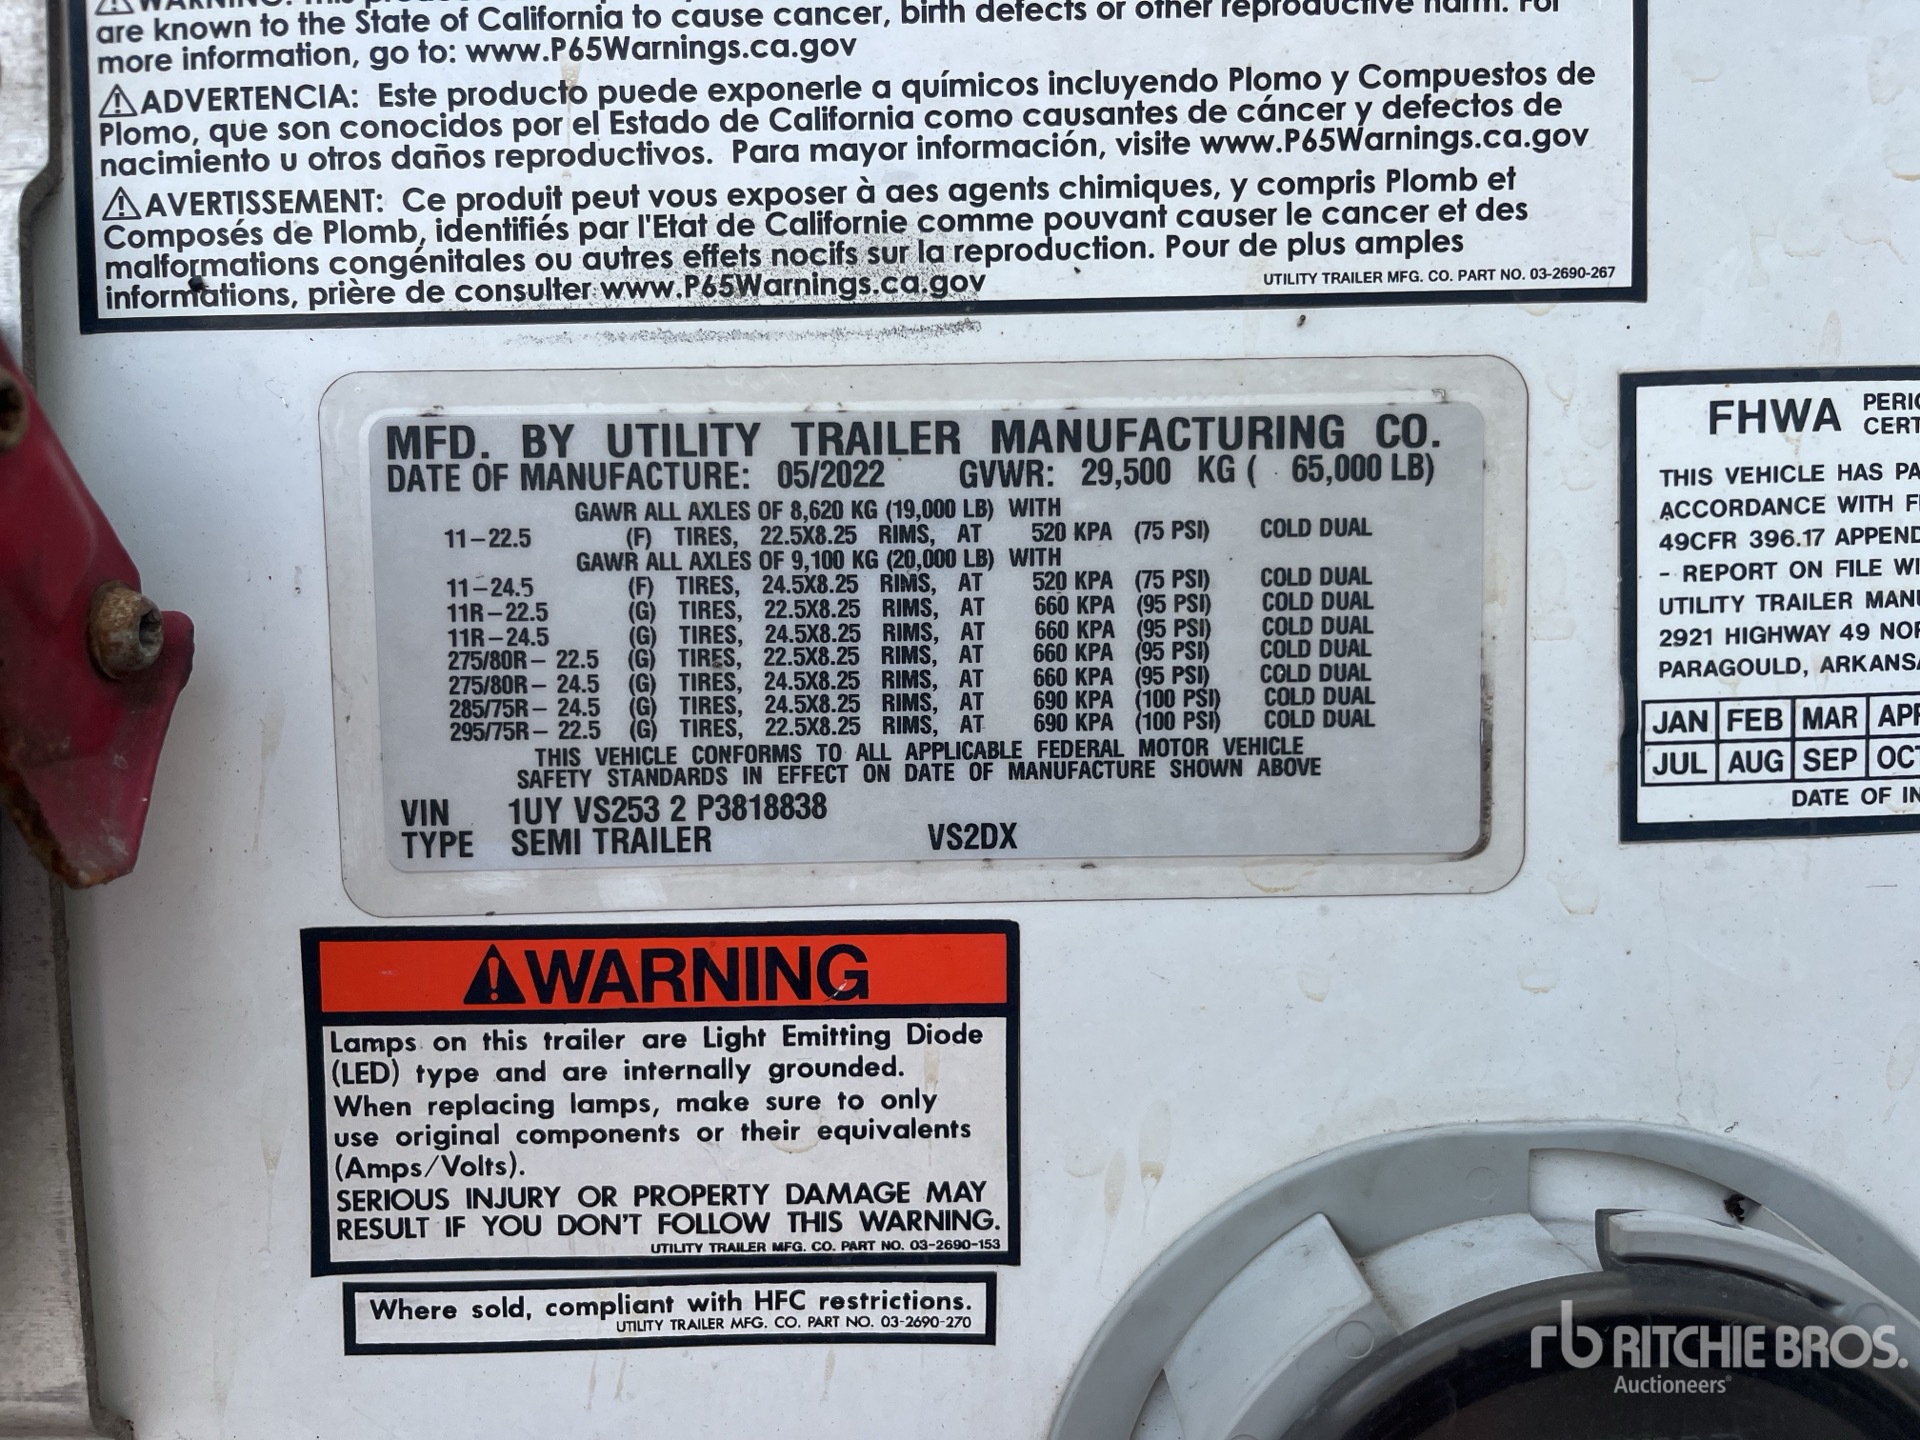 WARNING: This
are known to the State of California to cause cancer, birth defects or other reproductive harm. For
more information, go to: www.P65Warnings.ca.gov
ADVERTENCIA: Este producto puede exponerle a químicos incluyendo Plomo y Compuestos de
Plomo, que son conocidos por el Estado de California como causantes de cáncer y defectos de
nacimiento u otros daños reproductivos. Para mayor información, visite www.P65Warnings.ca.gov
AVERTISSEMENT: Ce produit peut vous exposer à aes agents chimiques, y compris Plomb et
Composés de Plomb, identifiés par l'Etat de Californie comme pouvant causer le cancer et des
malformations congénitales ou autres effets nocifs sur la reproduction. Pour de plus amples
informations, prière de consulter www.P65Warnings.ca.gov
UTILITY TRAILER MFG. CO. PART NO. 03-2690-267
MFD. BY UTILITY TRAILER MANUFACTURING CO.
DATE OF MANUFACTURE: 05/2022 GVWR: 29,500 KG ( 65,000 LB)
GAWR ALL AXLES OF 8,620 KG (19,000 LB) WITH
11-22.5 (F) TIRES, 22.5X8.25 RIMS, AT 520 KPA (75 PSI) COLD DUAL
GAWR ALL AXLES OF 9,100 KG (20,000 LB) WITH
11-24.5 (F) TIRES, 24.5X8.25 RIMS, AT 520 KPA (75 PSI) COLD DUAL
11R-22.5 (G) TIRES, 22.5X8.25 RIMS, AT 660 KPA (95 PSI) COLD DUAL
11R-24.5 (G) TIRES, 24.5X8.25 RIMS, AT 660 KPA (95 PSI) COLD DUAL
275/80R- 22.5 (G) TIRES, 22.5X8.25 RIMS, AT 660 KPA (95 PSI) COLD DUAL
275/80R- 24.5 (G) TIRES, 24.5X8.25 RIMS, AT 660 KPA (95 PSI) COLD DUAL
285/75R- 24.5 (G) TIRES, 24.5X8.25 RIMS, AT 690 KPA (100 PSI) COLD DUAL
295/75R- 22.5 (G) TIRES, 22.5X8.25 RIMS, AT 690 KPA (100 PSI) COLD DUAL
THIS VEHICLE CONFORMS TO ALL APPLICABLE FEDERAL MOTOR VEHICLE
SAFETY STANDARDS IN EFFECT ON DATE OF MANUFACTURE SHOWN ABOVE
VIN 1UY VS253 2 P3818838
TYPE SEMI TRAILER VS2DX
FHWA
THIS VEHICLE HAS
ACCORDANCE WITH
49CFR 396.17
- REPORT ON FILE
UTILITY TRAILER
2921 HIGHWAY 49
PARAGOULD,
JAN FEB MAR
JUL AUG SEP
DATE OF
WARNING
Lamps on this trailer are Light Emitting Diode
(LED) type and are internally grounded.
When replacing lamps, make sure to only
use original components or their equivalents
(Amps/Volts).
SERIOUS INJURY OR PROPERTY DAMAGE MAY
RESULT IF YOU DON'T FOLLOW THIS WARNING.
UTILITY TRAILER MFG. CO. PART NO. 03-2690-153
Where sold, compliant with HFC restrictions.
UTILITY TRAILER MFG. CO. PART NO. 03-2690-270
rb RITCHIE BROS.
Auctioneers